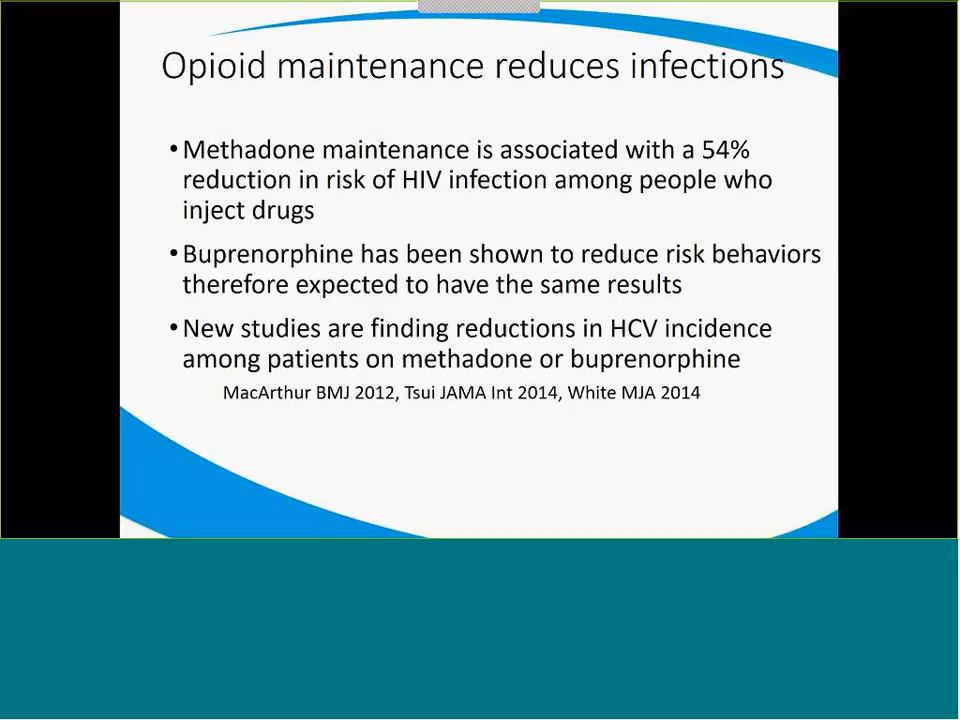 Opioid maintenance reduces infections
•Methadone maintenance is associated with a 54%
reduction in risk of HIV infection among people who
inject drugs
•Buprenorphine has been shown to reduce risk behaviors
therefore expected to have the same results
•New studies are finding reductions in HCV incidence
among patients on methadone or buprenorphine
MacArthur BMJ 2012, Tsui JAMA Int 2014, White MJA 2014